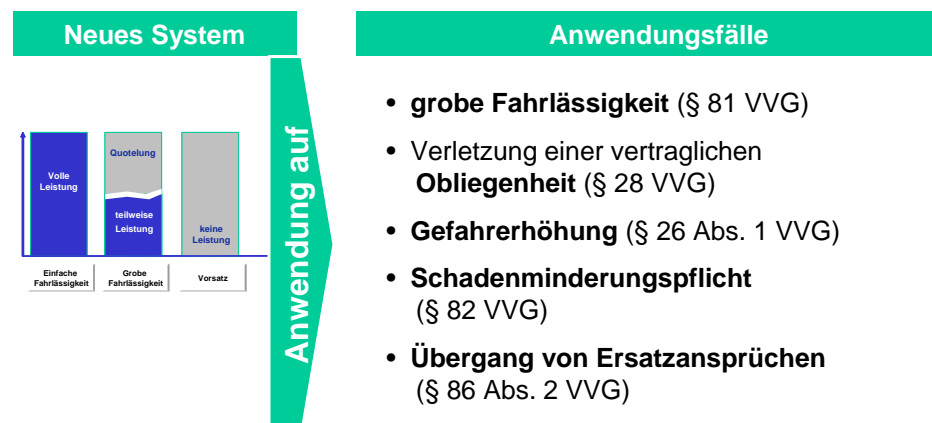 Neues System
Anwendungsfälle
Volle
Leistung
Quotelung
teilweise
Leistung
keine
Leistung
Einfache
Fahrlässigkeit
Grobe
Fahrlässigkeit
Vorsatz
Anwendung auf
• grobe Fahrlässigkeit (§ 81 VVG)
• Verletzung einer vertraglichen
Obliegenheit (§ 28 VVG)
• Gefahrerhöhung (§ 26 Abs. 1 VVG)
• Schadenminderungspflicht
(§ 82 VVG)
• Übergang von Ersatzansprüchen
(§ 86 Abs. 2 VVG)